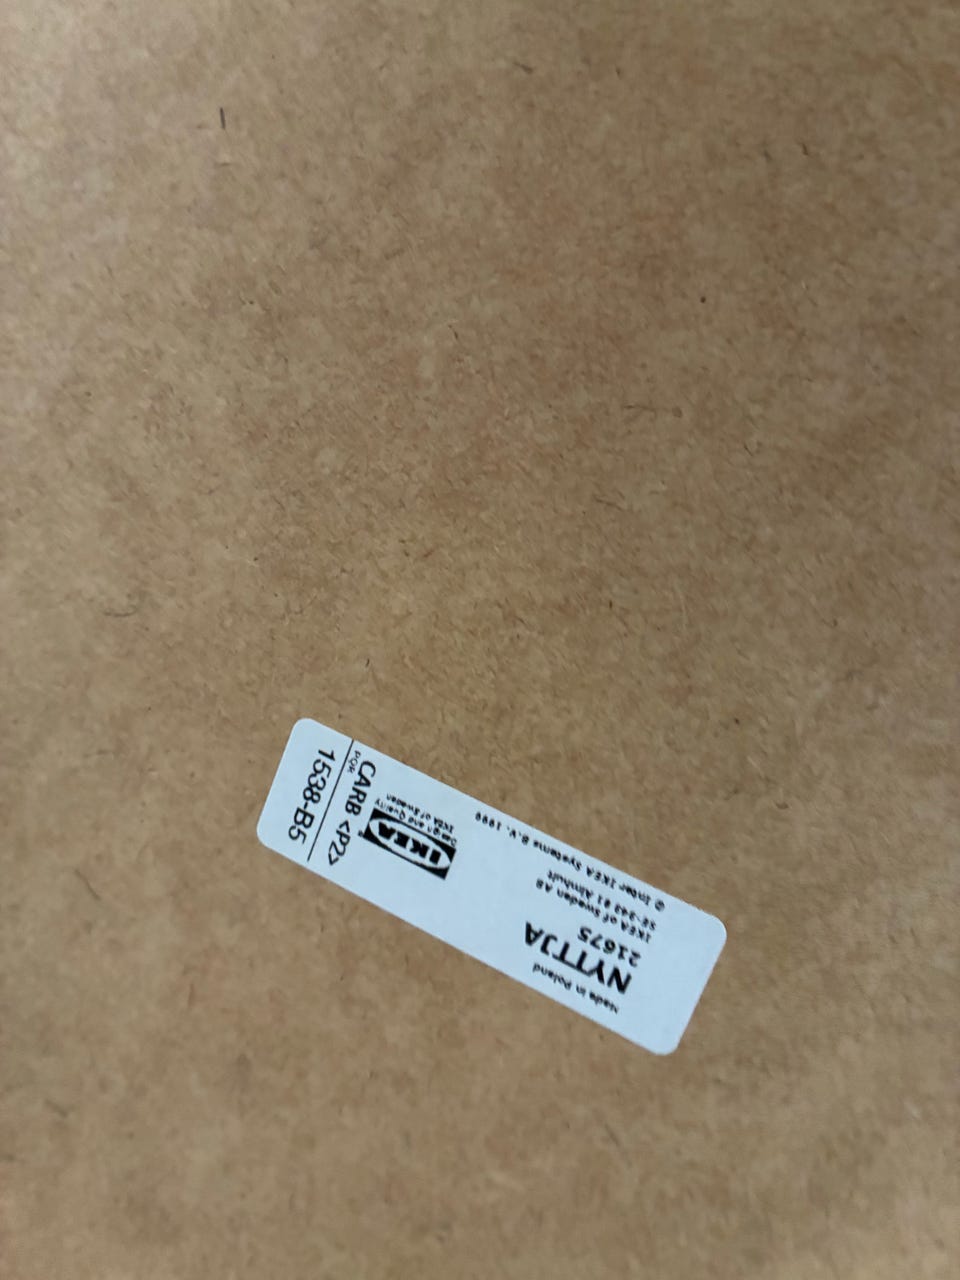 Made in Poland
NYTTJA
21675
IKEA of Sweden AB
SE-343 81 Älmhult
© Inter IKEA Systems B.V. 1999
IKEA
Design and Quality
IKEA of Sweden
CARB <P2>
1538-B5